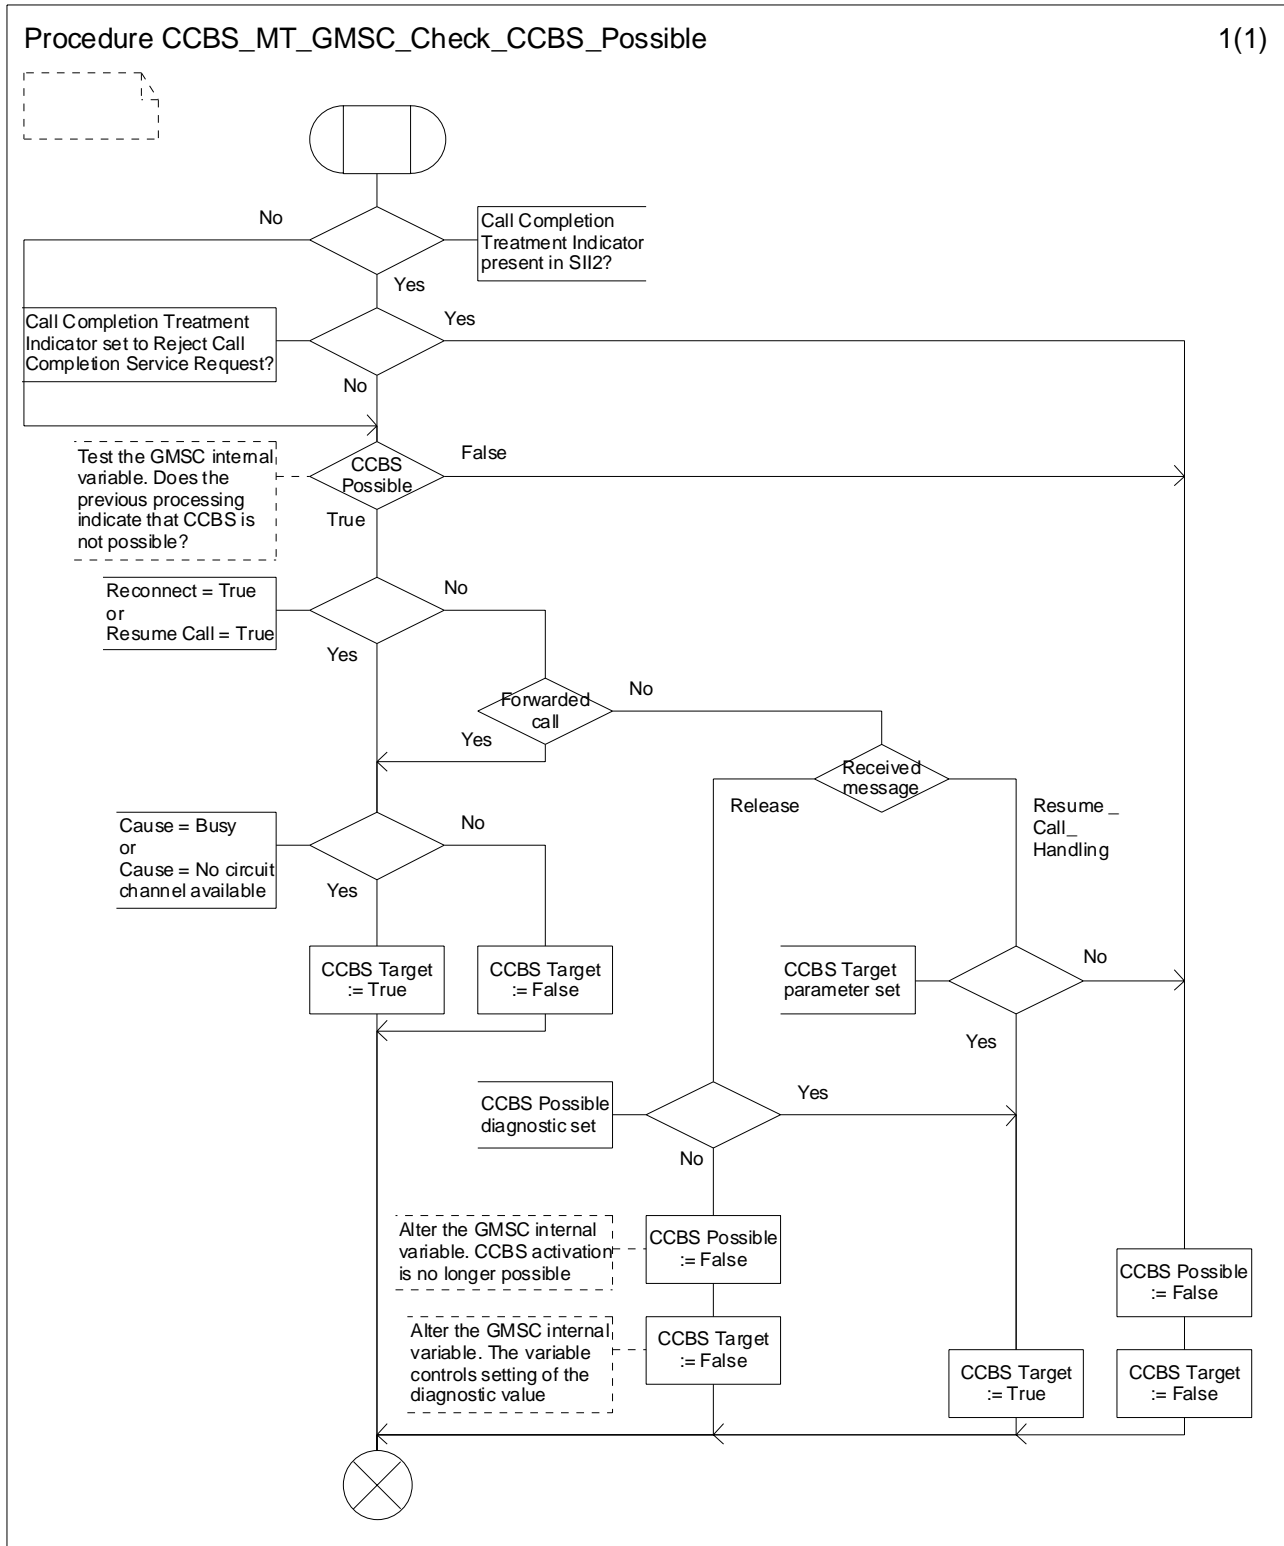 Procedure CCBS_MT_GMSC_Check_CCBS_Possible
1(1)
No
Call Completion
Treatment Indicator
present in SII2?
Yes
Call Completion Treatment
Indicator set to Reject Call
Completion Service Request?
Yes
No
Test the GMSC internal
variable. Does the
previous processing
indicate that CCBS is
not possible?
CCBS
Possible
False
True
Reconnect = True
or
Resume Call = True
No
Yes
Forwarded
call
No
Yes
Received
message
Release
Resume _
Call_
Handling
Cause = Busy
or
Cause = No circuit
channel available
No
Yes
CCBS Target
:= True
CCBS Target
:= False
CCBS Target
parameter set
No
Yes
CCBS Possible
diagnostic set
Yes
No
Alter the GMSC internal
variable. CCBS activation
is no longer possible
CCBS Possible
:= False
CCBS Possible
:= False
Alter the GMSC internal
variable. The variable
controls setting of the
diagnostic value
CCBS Target
:= False
CCBS Target
:= True
CCBS Target
:= False